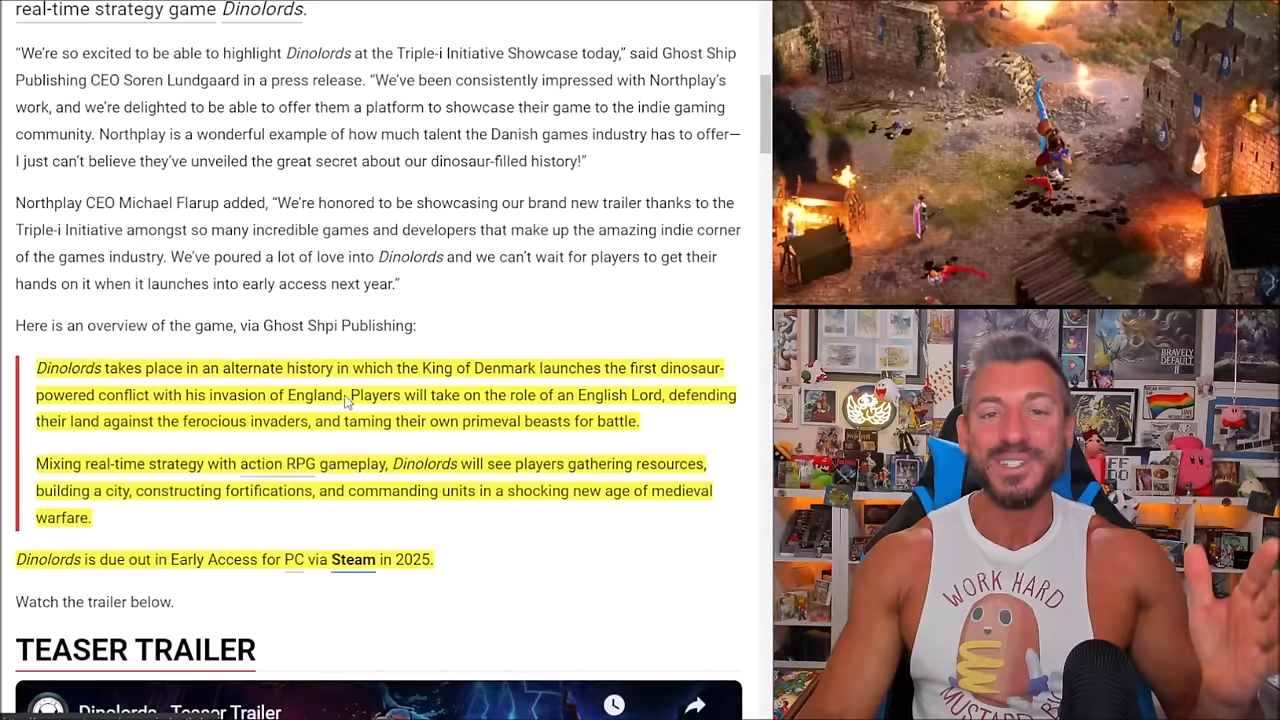 real-time strategy game Dinolords.
“We’re so excited to be able to highlight Dinolords at the Triple-i Initiative Showcase today,” said Ghost Ship
Publishing CEO Soren Lundgaard in a press release. “We’ve been consistently impressed with Northplay’s
work, and we’re delighted to be able to offer them a platform to showcase their game to the indie gaming
community. Northplay is a wonderful example of how much talent the Danish games industry has to offer—
I just can’t believe they’ve unveiled the great secret about our dinosaur-filled history!”
Northplay CEO Michael Flarup added, “We’re honored to be showcasing our brand new trailer thanks to the
Triple-i Initiative amongst so many incredible games and developers that make up the amazing indie corner
of the games industry. We’ve poured a lot of love into Dinolords and we can’t wait for players to get their
hands on it when it launches into early access next year.”
Here is an overview of the game, via Ghost Shpi Publishing:
Dinolords takes place in an alternate history in which the King of Denmark launches the first dinosaur-
powered conflict with his invasion of England. Players will take on the role of an English Lord, defending
their land against the ferocious invaders, and taming their own primeval beasts for battle.
Mixing real-time strategy with action RPG gameplay, Dinolords will see players gathering resources,
building a city, constructing fortifications, and commanding units in a shocking new age of medieval
warfare.
Dinolords is due out in Early Access for PC via Steam in 2025.
Watch the trailer below.
TEASER TRAILER
Dinolords - Teaser Trailer
BRAVELY
DEFAULT
II
WORK HARD